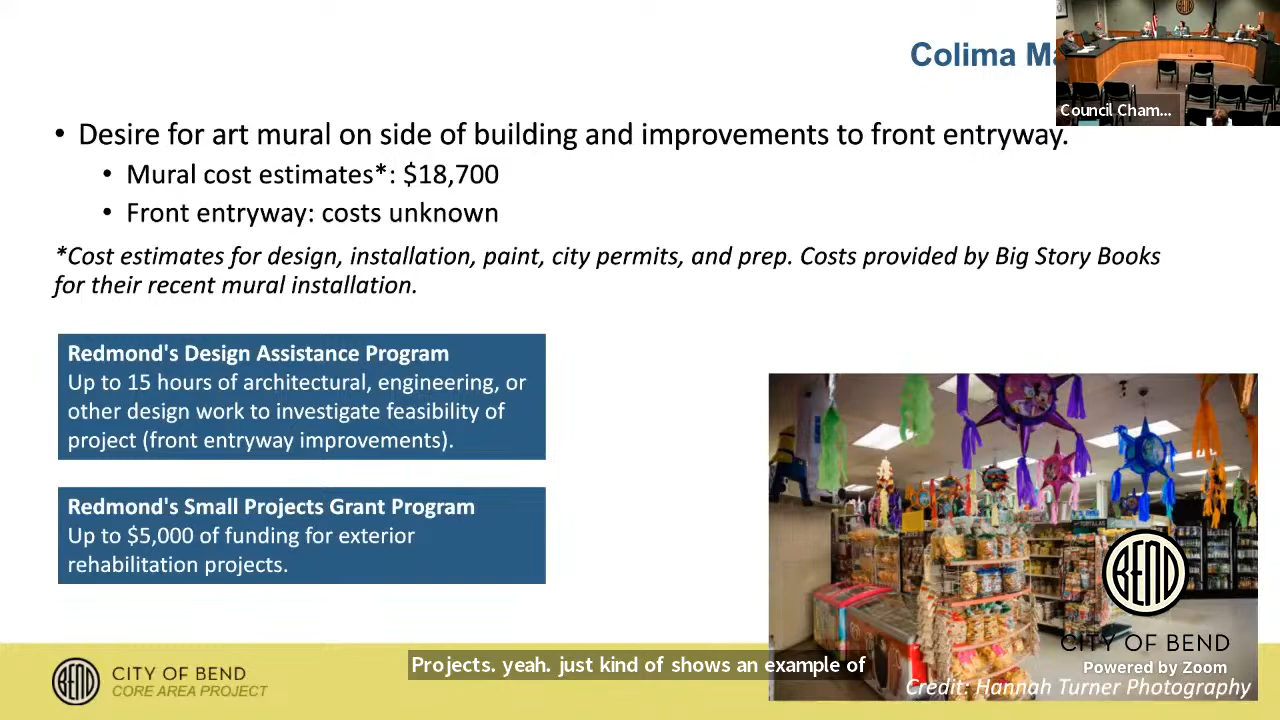 Colima
Council Cham...
• Desire for art mural on side of building and improvements to front entryway.
• Mural cost estimates*: $18,700
• Front entryway: costs unknown
*Cost estimates for design, installation, paint, city permits, and prep. Costs provided by Big Story Books
for their recent mural installation.
Redmond's Design Assistance Program
Up to 15 hours of architectural, engineering, or
other design work to investigate feasibility of
project (front entryway improvements).
Redmond's Small Projects Grant Program
Up to $5,000 of funding for exterior
rehabilitation projects.
BEND
CITY OF BEND
Powered by Zoom
Credit: Hannah Turner Photography
Projects. yeah. just kind of shows an example of
BEND
CITY OF BEND
CORE AREA PROJECT